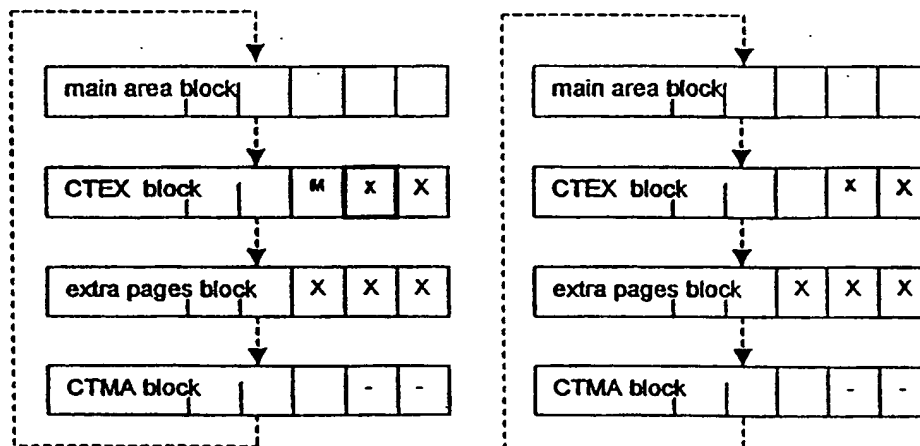 main area block
CTEX block M x X
extra pages block X X X
CTMA block - -
main area block
CTEX block x X
extra pages block X X X
CTMA block - -